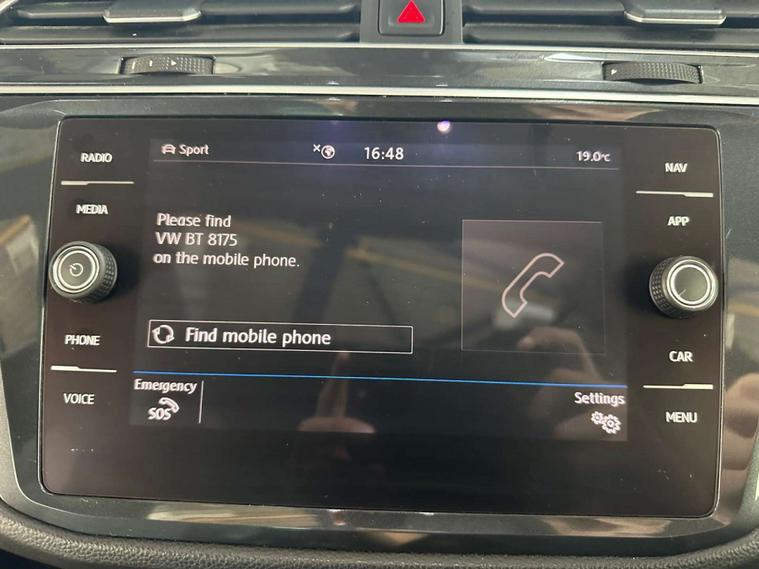 Sport
16:48
19.0°C
RADIO
MEDIA
PHONE
VOICE
Please find
VW BT 8175
on the mobile phone.
Find mobile phone
Emergency
SOS
Settings
NAV
APP
CAR
MENU